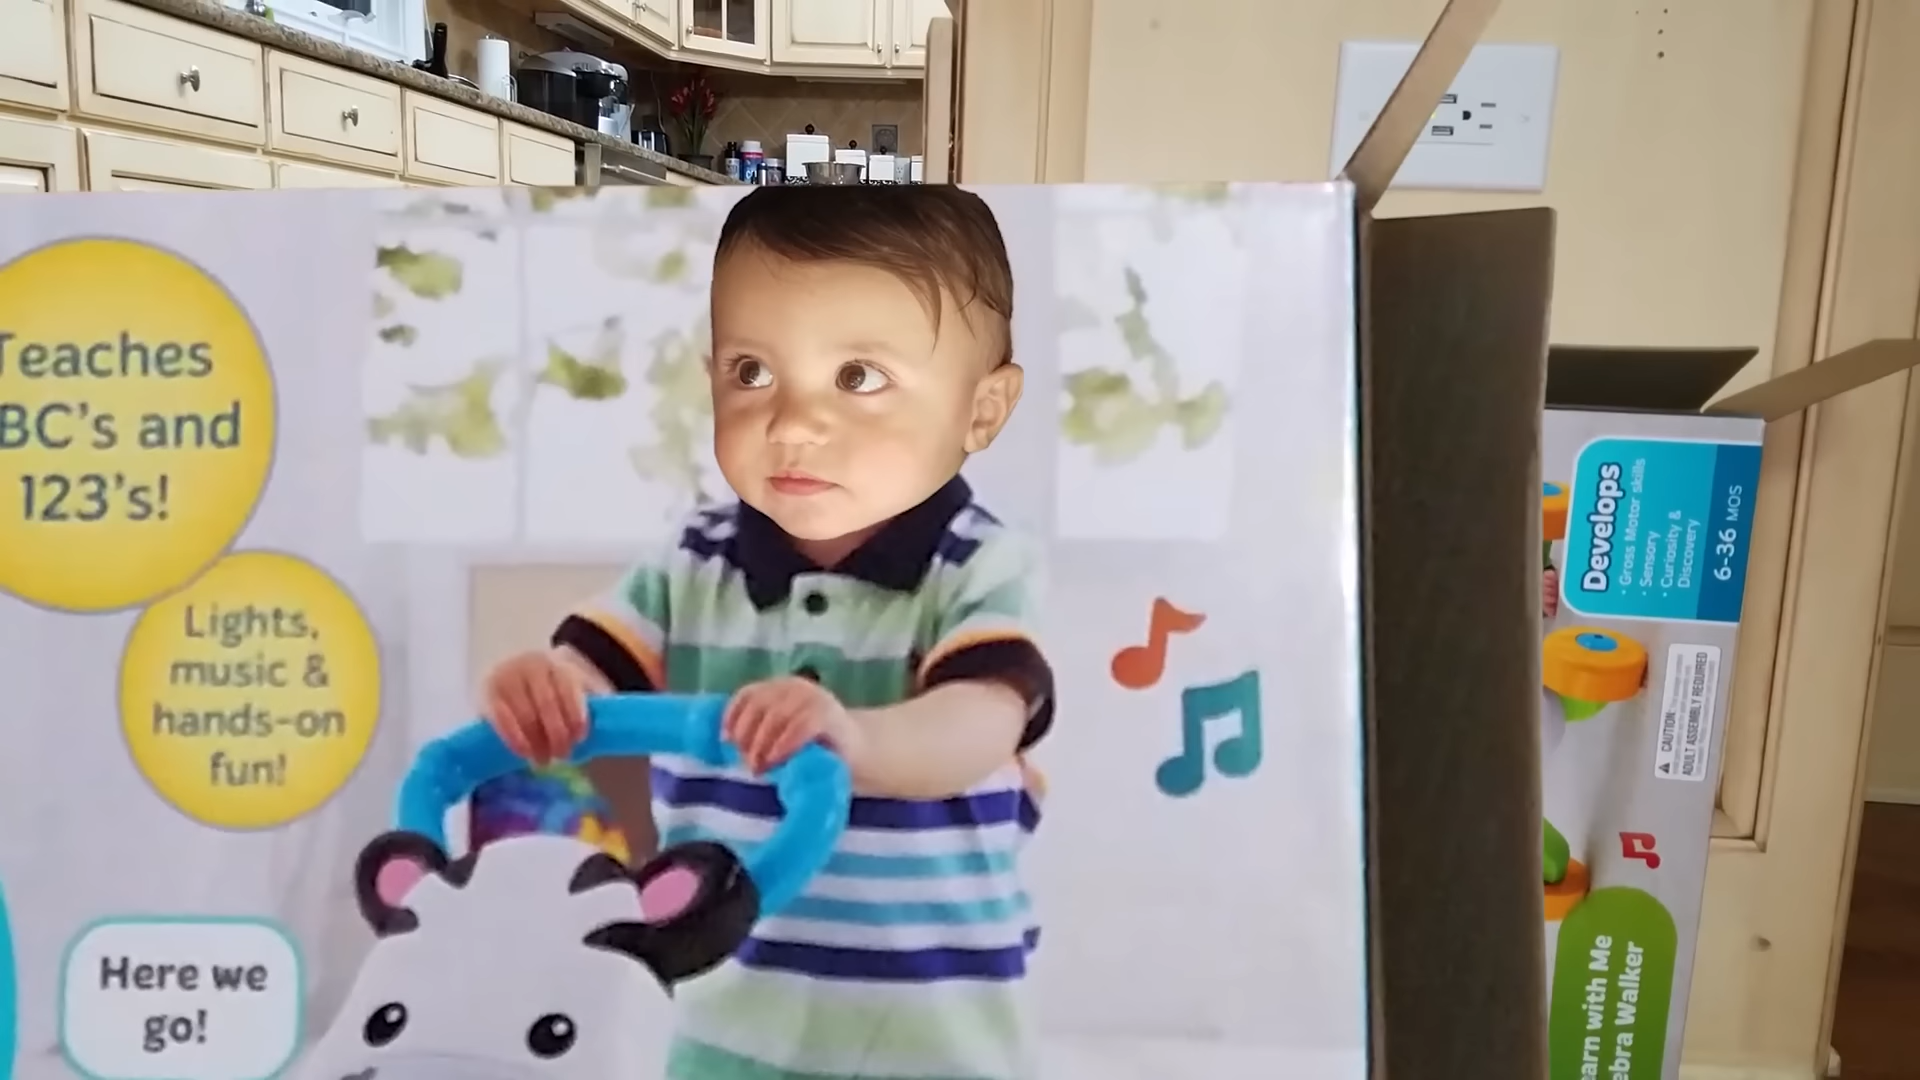 Teaches
BC's and
123's!
Lights,
music &
hands-on
fun!
Here we
go!
Develops
· Gross Motor skills
· Sensory
· Curiosity &
Discovery
6-36 MOS
CAUTION:
ADULT ASSEMBLY REQUIRED
earn with Me
ebra Walker